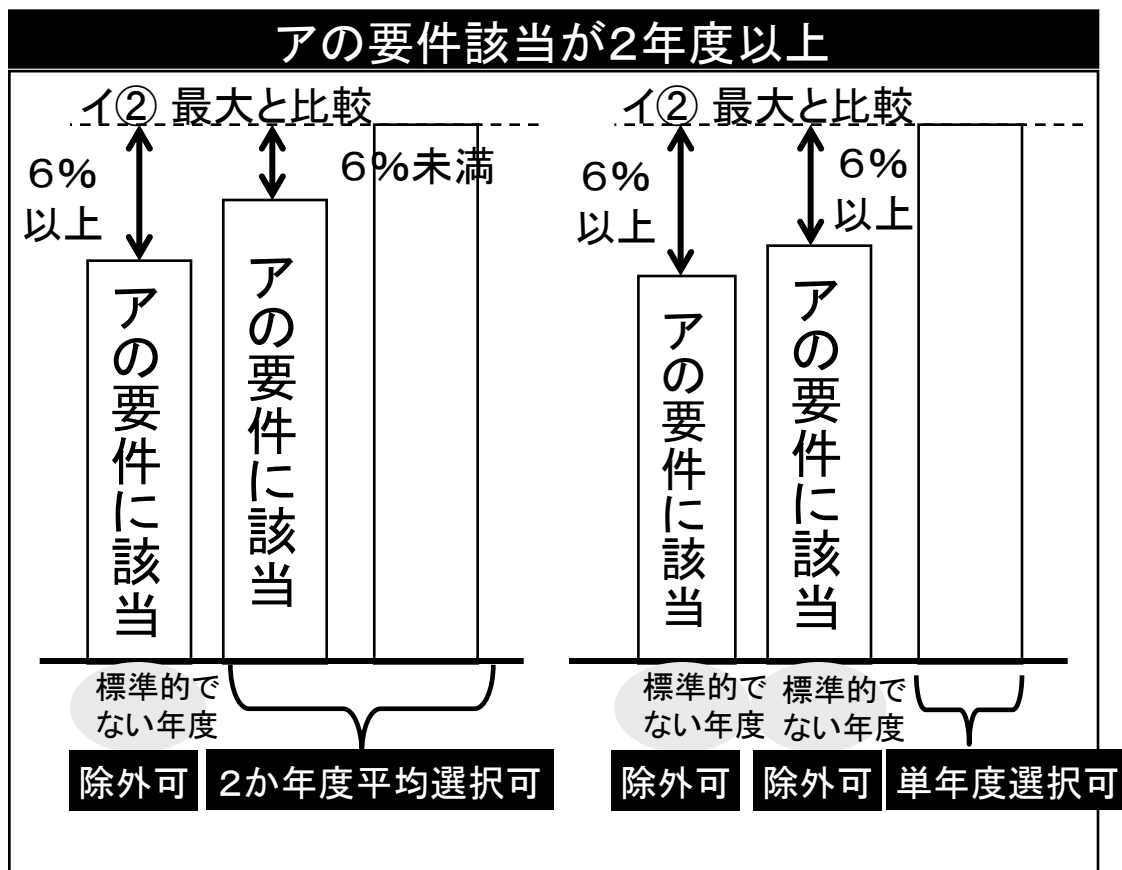 アの要件該当が2年度以上
イ② 最大と比較
6%
以上
6%未満
アの要件に該当
アの要件に該当
標準的で
ない年度
除外可
2か年度平均選択可
イ② 最大と比較
6%
以上
6%
以上
アの要件に該当
アの要件に該当
標準的で
ない年度
標準的で
ない年度
除外可
除外可
単年度選択可